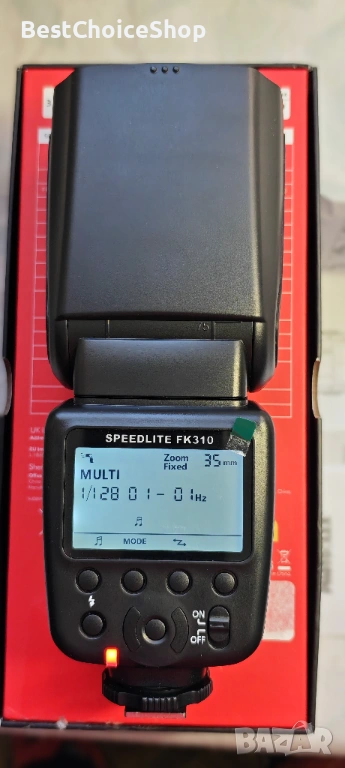 BestChoiceShop
SPEEDLITE FK310
Zoom 35mm
Fixed
MULTI
1/128 01 - 01Hz
MODE
ON
OFF
BAZAR